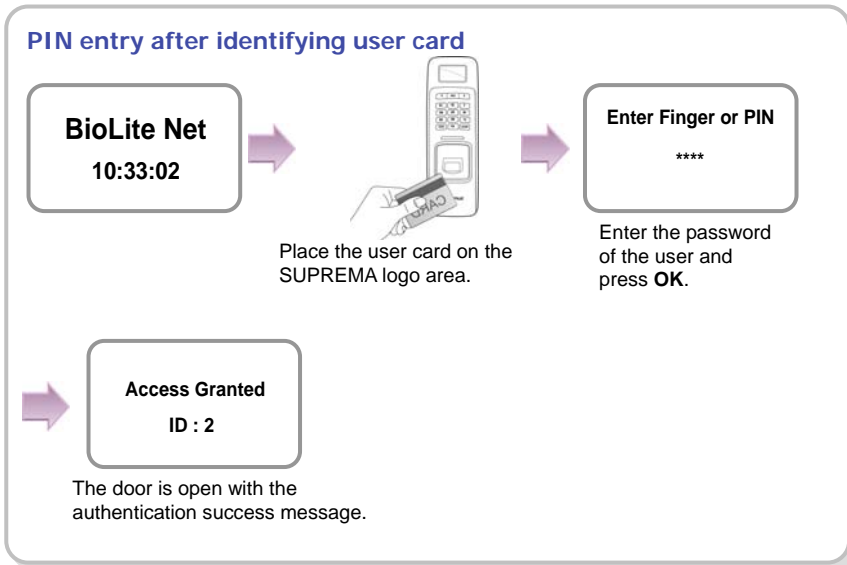 PIN entry after identifying user card
BioLite Net
10:33:02
CARD
Place the user card on the
SUPREMA logo area.
Enter Finger or PIN
****
Enter the password
of the user and
press OK.
Access Granted
ID : 2
The door is open with the
authentication success message.